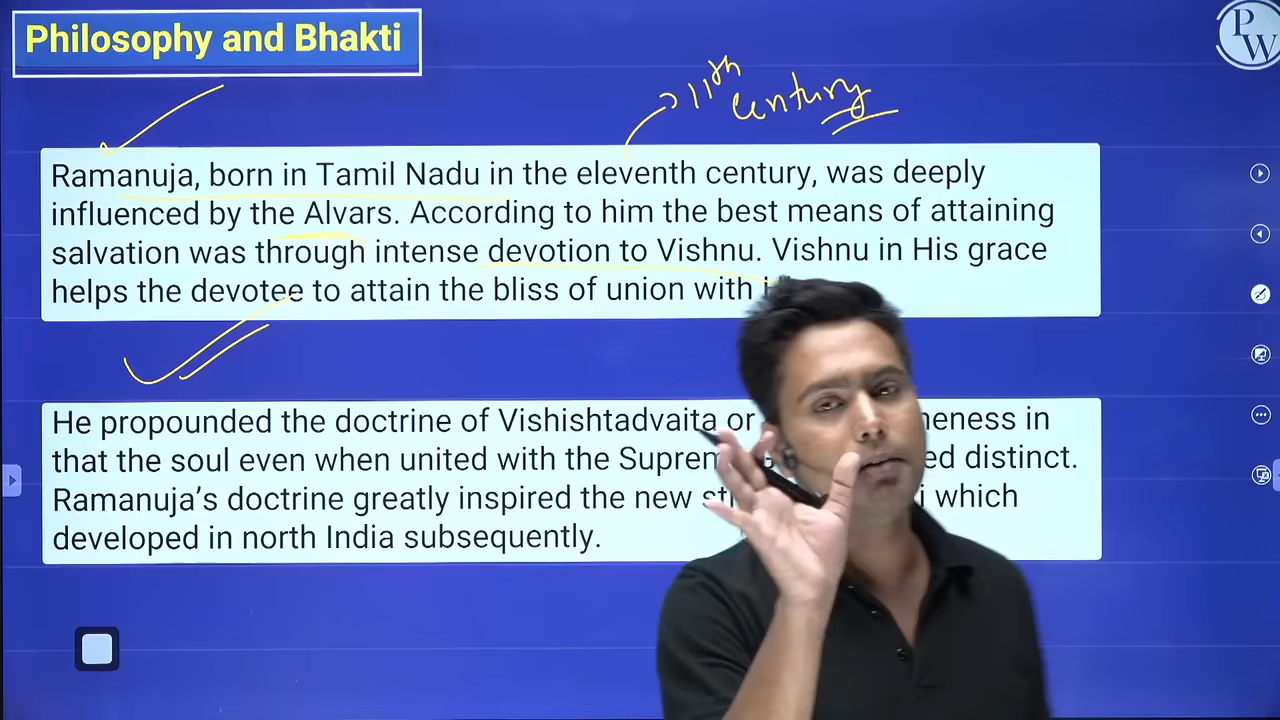 Philosophy and Bhakti
PW
11th century
Ramanuja, born in Tamil Nadu in the eleventh century, was deeply
influenced by the Alvars. According to him the best means of attaining
salvation was through intense devotion to Vishnu. Vishnu in His grace
helps the devotee to attain the bliss of union with
He propounded the doctrine of Vishishtadvaita or
that the soul even when united with the distinct.
Ramanuja's doctrine greatly inspired the new which
developed in north India subsequently.